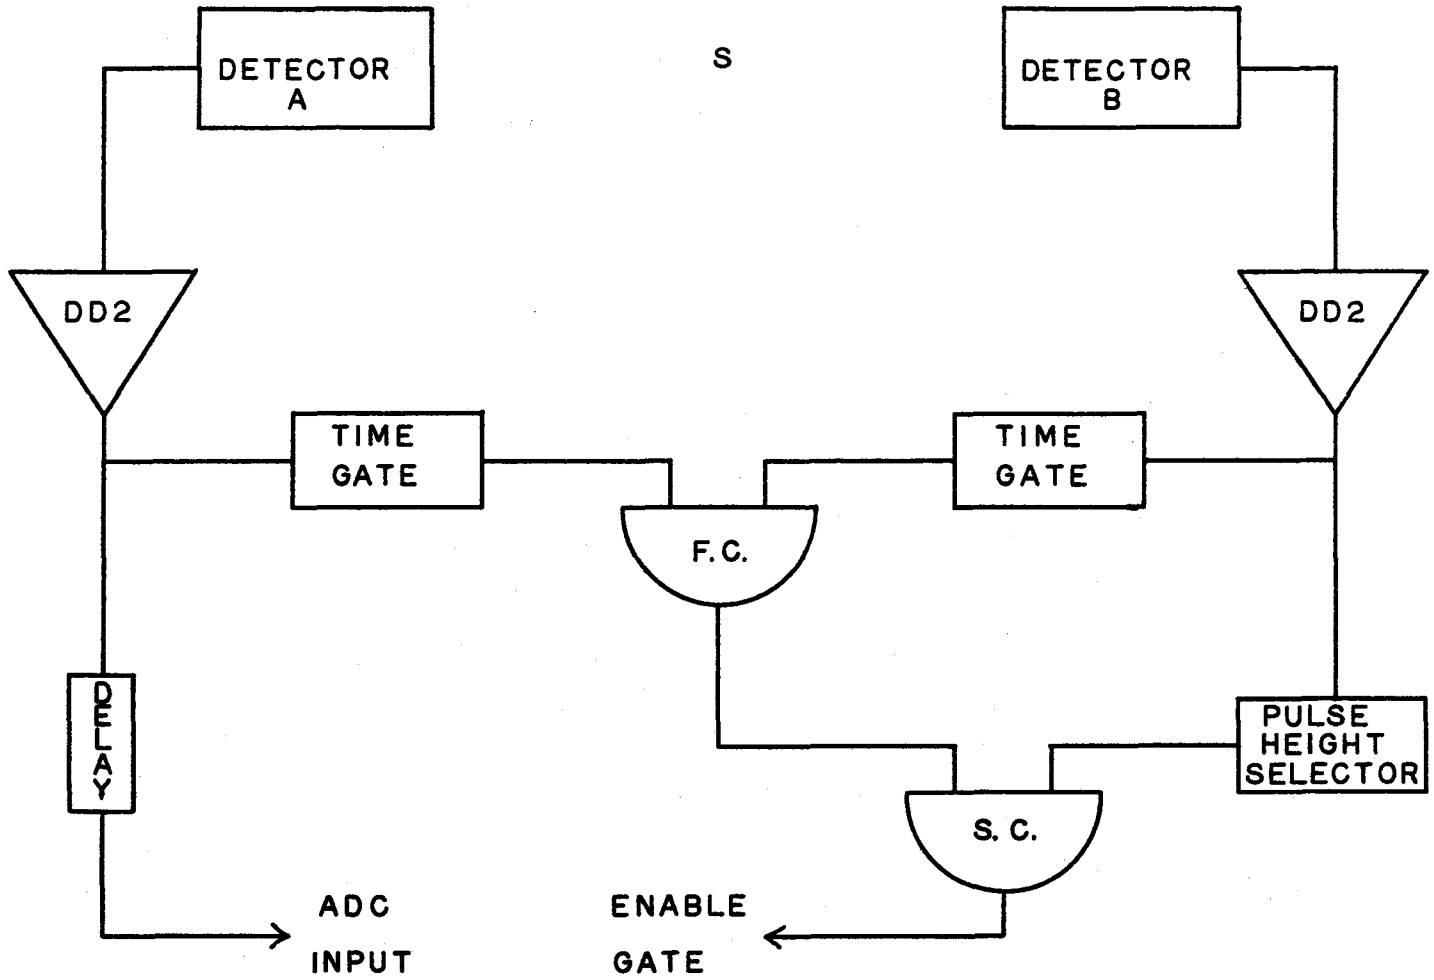 DETECTOR
A
S
DETECTOR
B
DD2
DD2
TIME
GATE
TIME
GATE
F.C.
DELAY
PULSE
HEIGHT
SELECTOR
S.C.
ADC
INPUT
ENABLE
GATE